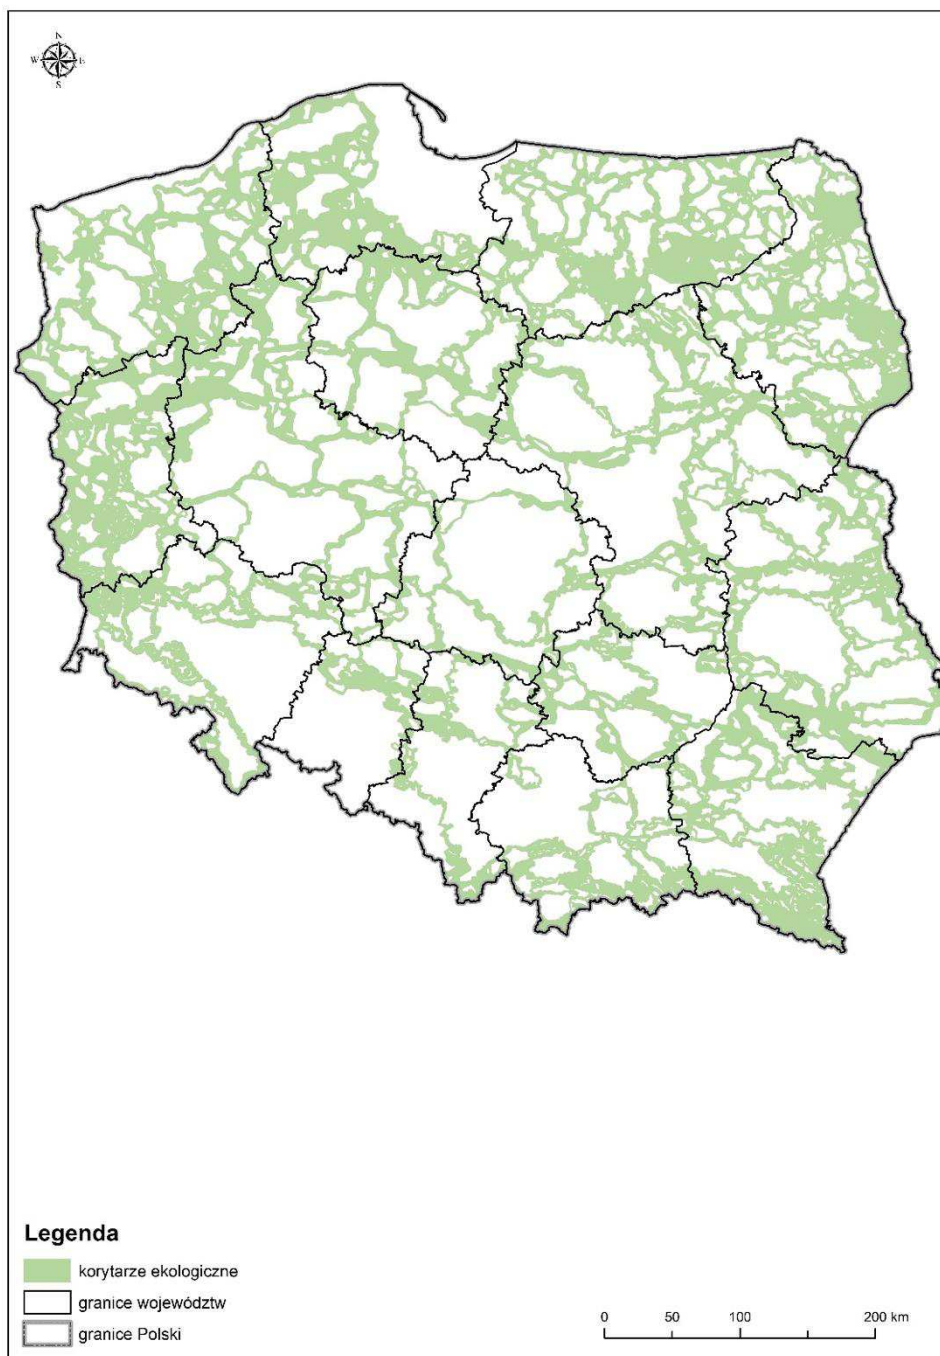 N
W E
S
Legenda
korytarze ekologiczne
granice województw
granice Polski
0 50 100 200 km